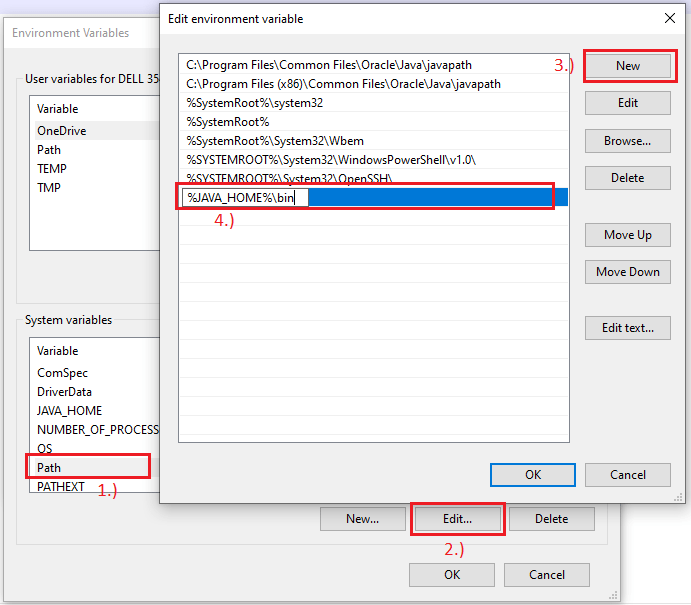 Environment Variables
User variables for DELL 35
Variable
OneDrive
Path
TEMP
TMP
System variables
Variable
ComSpec
DriverData
JAVA_HOME
NUMBER_OF_PROCESS
OS
Path
1.)
PATHEXT
New...
Edit...
Delete
2.)
OK
Cancel
Edit environment variable
C:\Program Files\Common Files\Oracle\Java\javapath
C:\Program Files (x86)\Common Files\Oracle\Java\javapath
%SystemRoot%\system32
%SystemRoot%
%SystemRoot%\System32\Wbem
%SYSTEMROOT%\System32\WindowsPowerShell\v1.0\
%SYSTEMROOT%\System32\OpenSSH\
%JAVA_HOME%\bin
4.)
3.)
New
Edit
Browse...
Delete
Move Up
Move Down
Edit text...
OK
Cancel